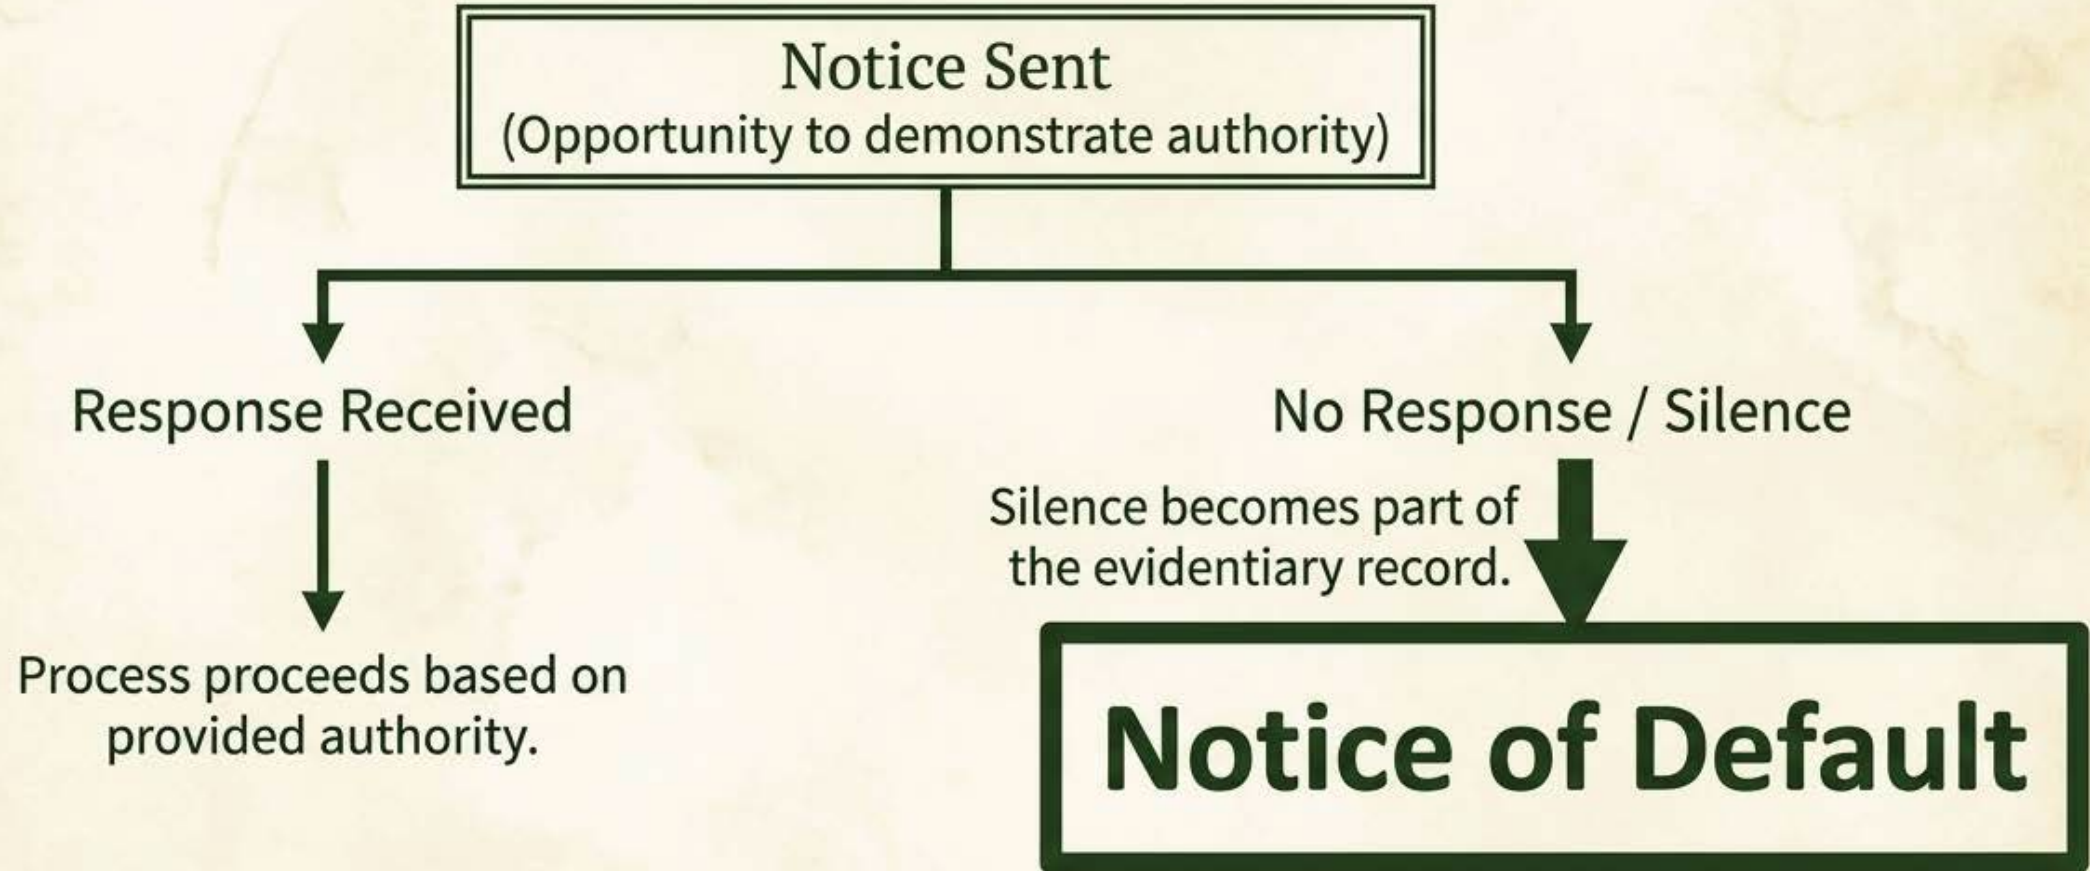 Notice Sent
(Opportunity to demonstrate authority)
Response Received
No Response / Silence
Silence becomes part of
the evidentiary record.
Process proceeds based on
provided authority.
Notice of Default